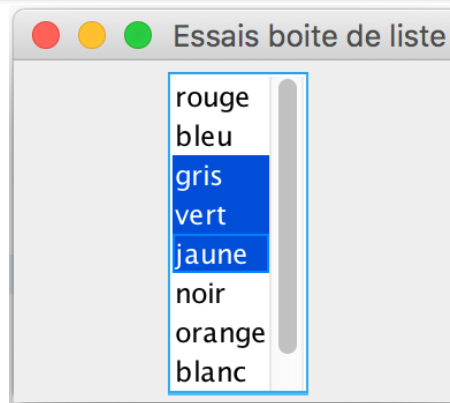 Essais boite de liste
rouge
bleu
gris
vert
jaune
noir
orange
blanc